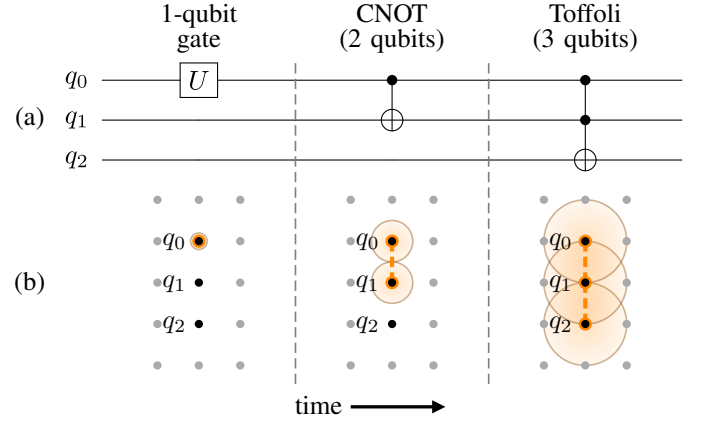 1-qubit
gate
CNOT
(2 qubits)
Toffoli
(3 qubits)
(a)
q₀
U
q₁
q₂
(b)
q₀
q₁
q₂
q₀
q₁
q₂
q₀
q₁
q₂
time